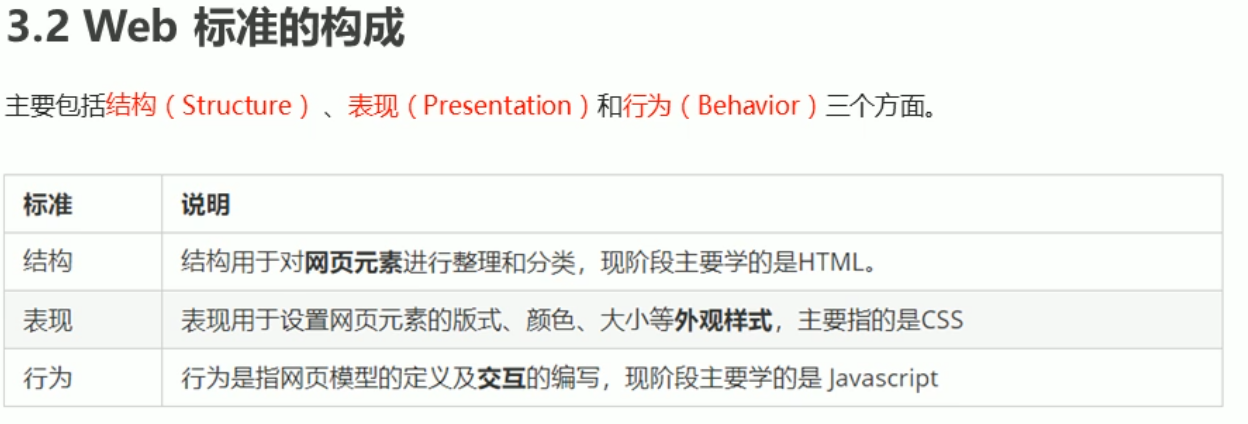 3.2 Web 标准的构成
主要包括结构（Structure）、表现（Presentation）和行为（Behavior）三个方面。
标准 说明
结构 结构用于对网页元素进行整理和分类，现阶段主要学的是HTML。
表现 表现用于设置网页元素的版式、颜色、大小等外观样式，主要指的是CSS
行为 行为是指网页模型的定义及交互的编写，现阶段主要学的是 Javascript